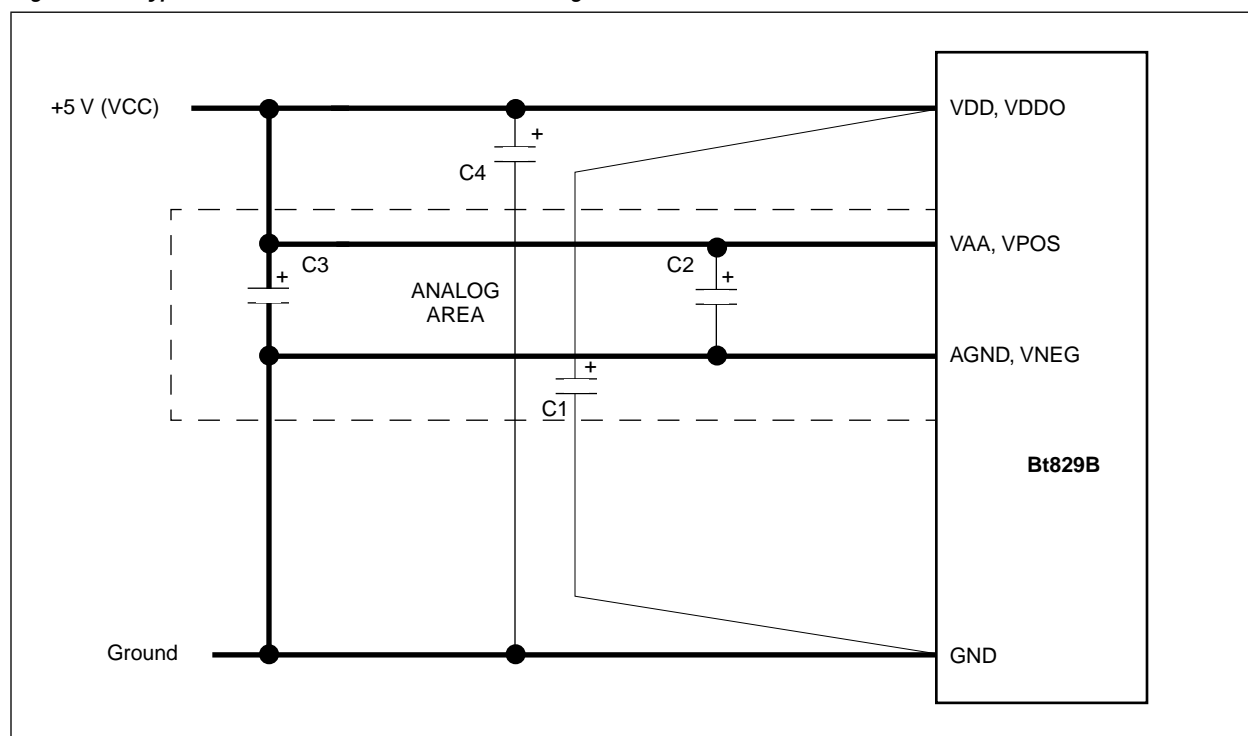 +5 V (VCC)
VDD, VDDO
+
C4
VAA, VPOS
C3
C2
+
+
ANALOG
AREA
AGND, VNEG
+
C1
Bt829B
Ground
GND